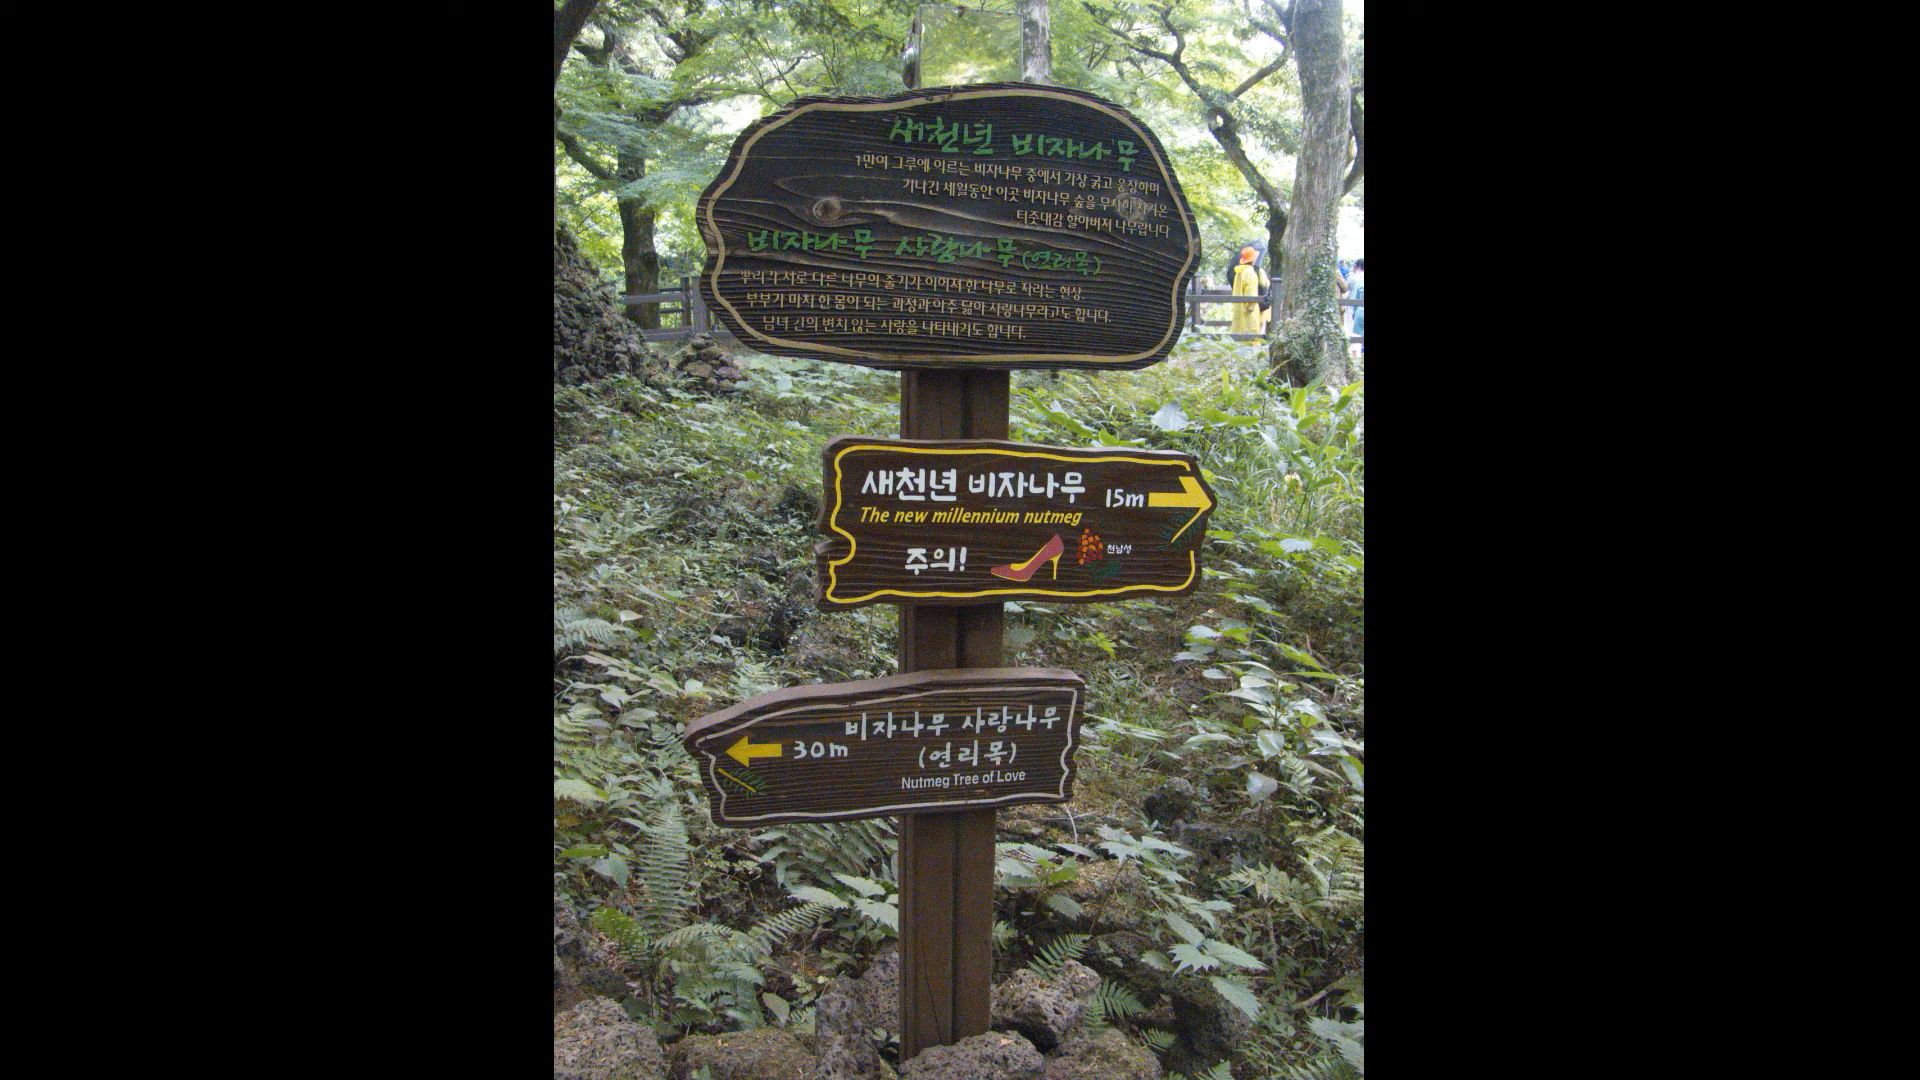 새천년 비자나무
1만여 그루에 이르는 비자나무 중에서 가장 굵고 웅장하며
기나긴 세월동안 이곳 비자나무 숲을 무사히 지켜온
터줏대감 할아버지 나무랍니다
비자나무 사랑나무(연리목)
뿌리가 서로 다른 나무의 줄기가 이어져 한 나무로 자라는 현상.
부부가 마치 한 몸이 되는 과정과 아주 닮아 사랑나무라고도 합니다.
남녀 간의 변치 않는 사랑을 나타내기도 합니다.
새천년 비자나무 15m
The new millennium nutmeg
주의! 천남성
비자나무 사랑나무
30m (연리목)
Nutmeg Tree of Love